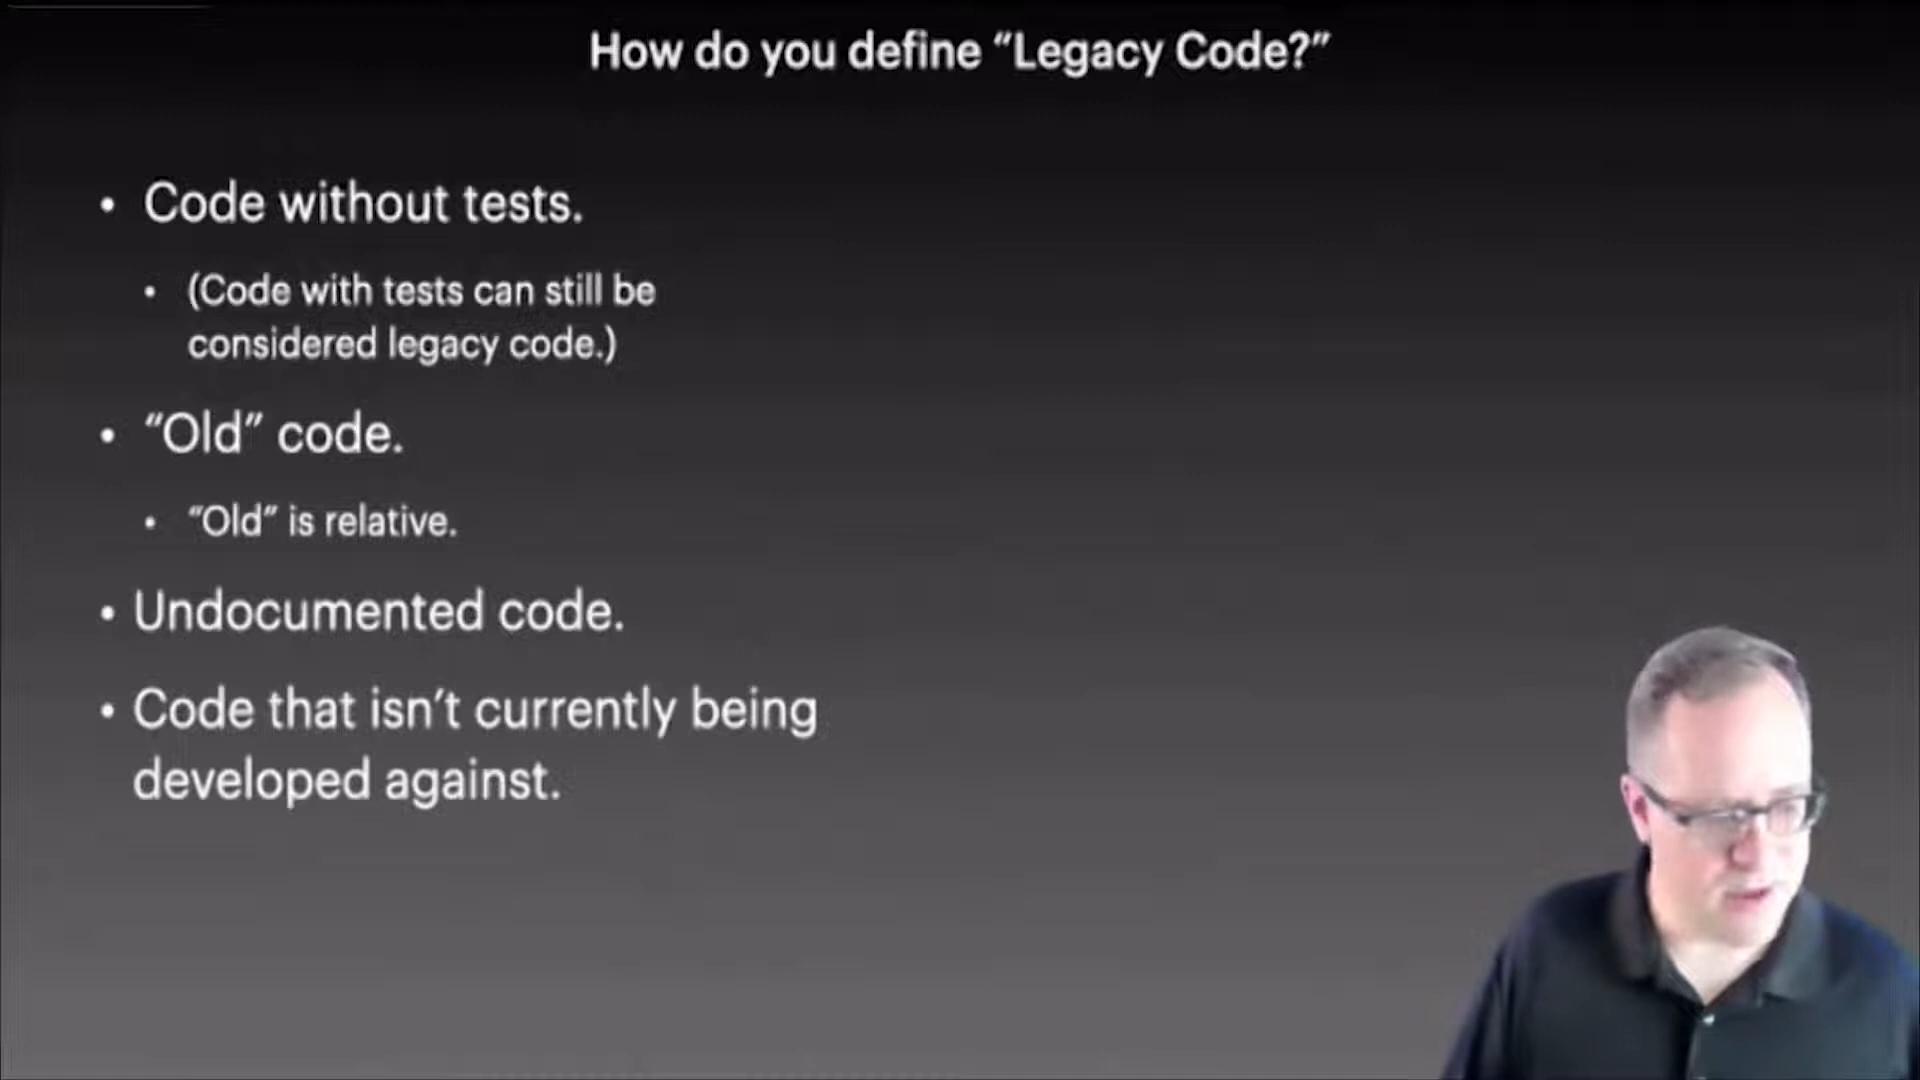 How do you define “Legacy Code?”
• Code without tests.
• (Code with tests can still be
considered legacy code.)
• “Old” code.
• “Old” is relative.
• Undocumented code.
• Code that isn’t currently being
developed against.